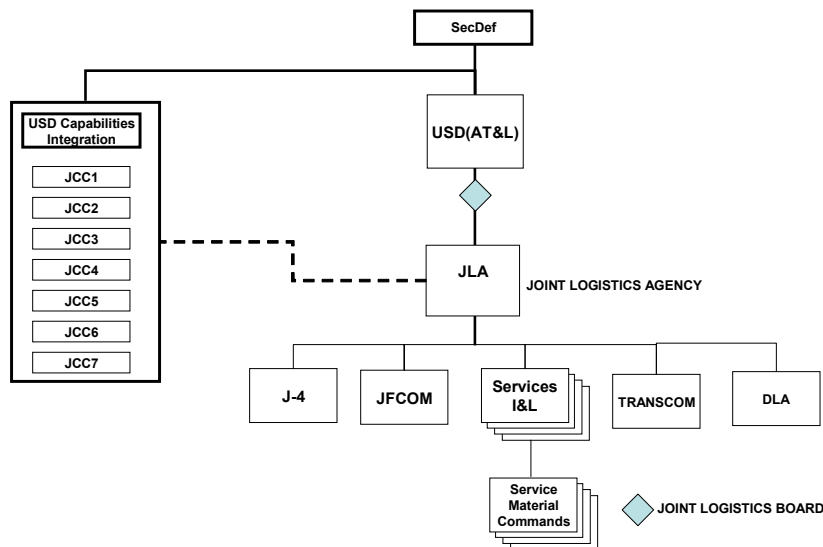 SecDef
USD Capabilities
Integration
JCC1
JCC2
JCC3
JCC4
JCC5
JCC6
JCC7
USD(AT&L)
JLA
JOINT LOGISTICS AGENCY
J-4
JFCOM
Services
I&L
TRANSCOM
DLA
Service
Material
Commands
JOINT LOGISTICS BOARD